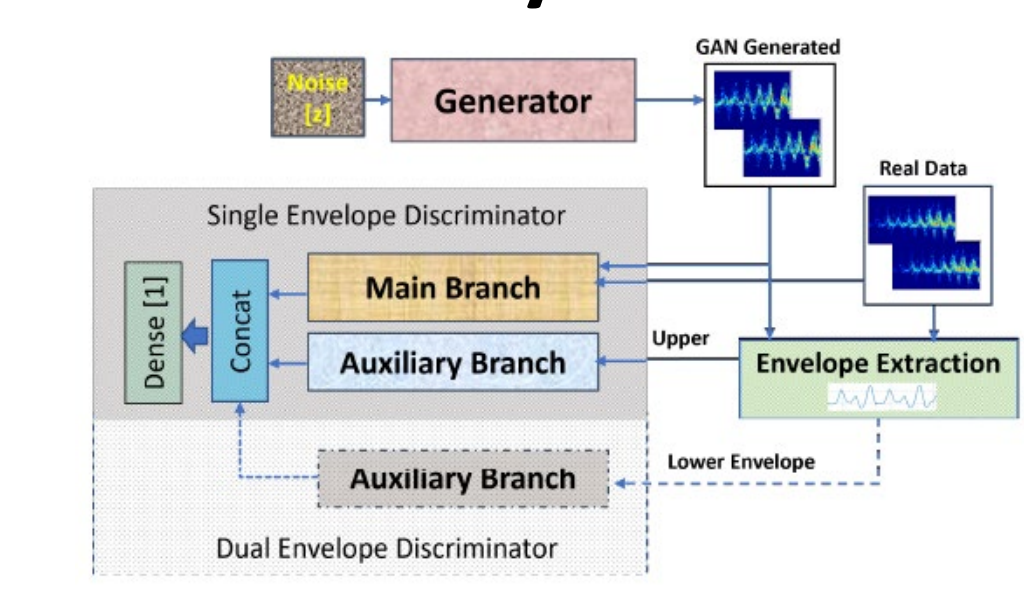 GAN Generated
Noise
[z]
Generator
Real Data
Single Envelope Discriminator
Main Branch
Dense [1]
Concat
Auxiliary Branch
Upper
Envelope Extraction
Auxiliary Branch
Lower Envelope
Dual Envelope Discriminator